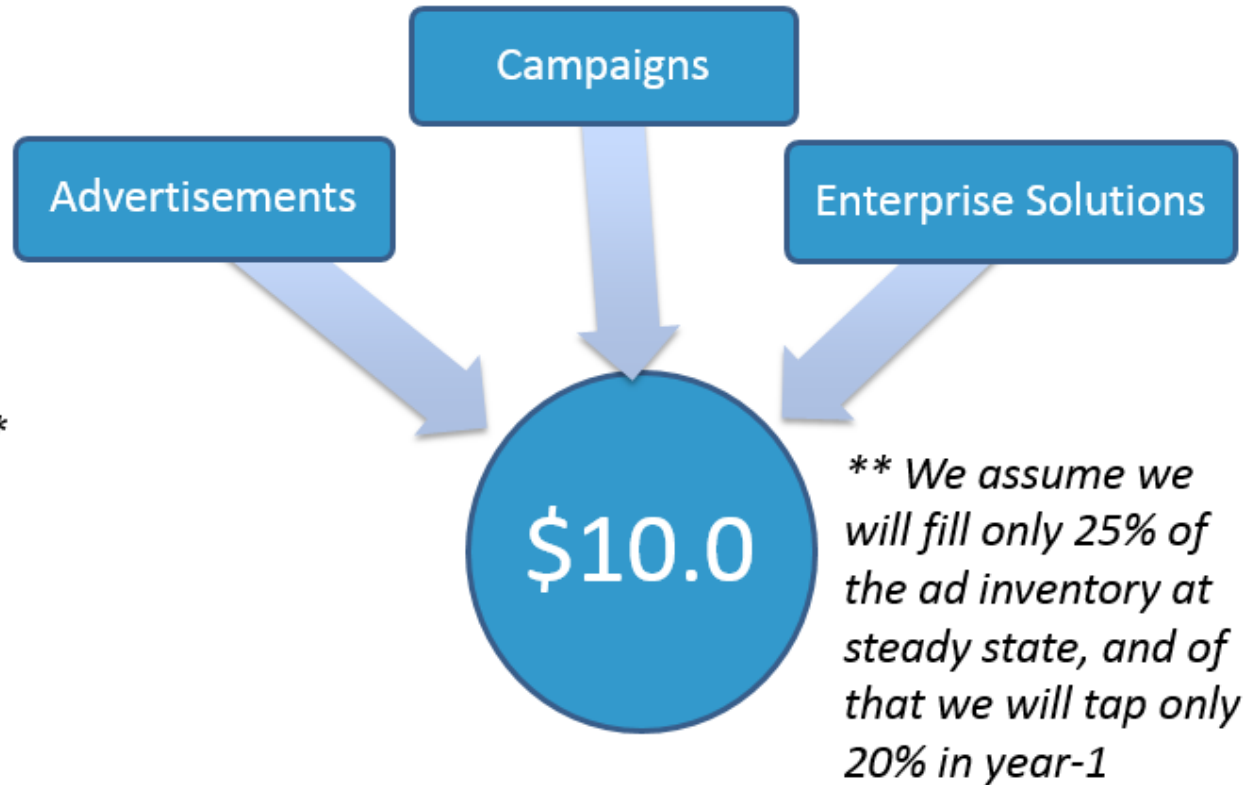 Campaigns
Advertisements
Enterprise Solutions
*
$10.0
** We assume we
will fill only 25% of
the ad inventory at
steady state, and of
that we will tap only
20% in year-1